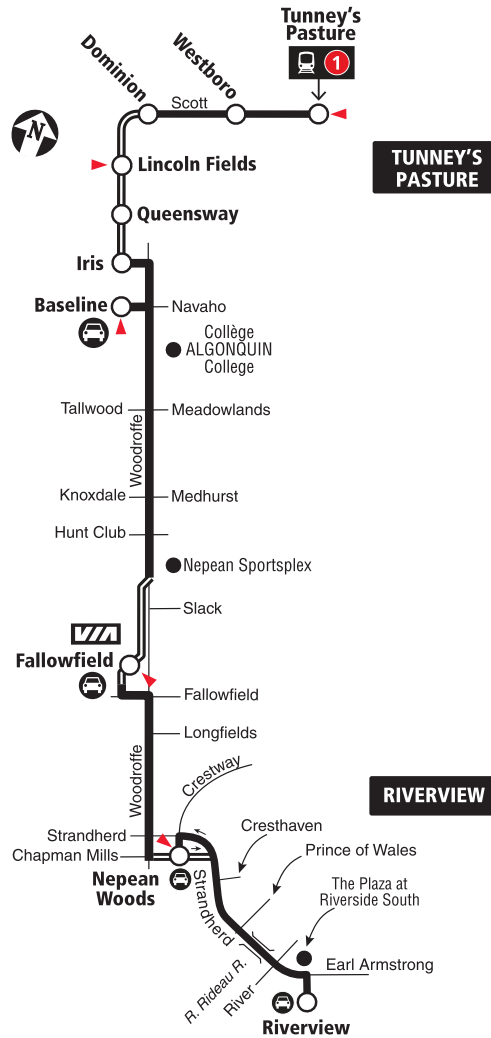 Tunney's
Pasture
1
Dominion
Westboro
Scott
N
TUNNEY'S
PASTURE
Lincoln Fields
Queensway
Iris
Baseline
Navaho
Collège
ALGONQUIN
College
Tallwood
Meadowlands
Woodroffe
Knoxdale
Medhurst
Hunt Club
Nepean Sportsplex
Slack
VIA
Fallowfield
Fallowfield
Longfields
Woodroffe
Crestway
RIVERVIEW
Strandherd
Cresthaven
Chapman Mills
Prince of Wales
Nepean
Woods
Strandherd
The Plaza at
Riverside South
R. Rideau R.
River
Earl Armstrong
Riverview